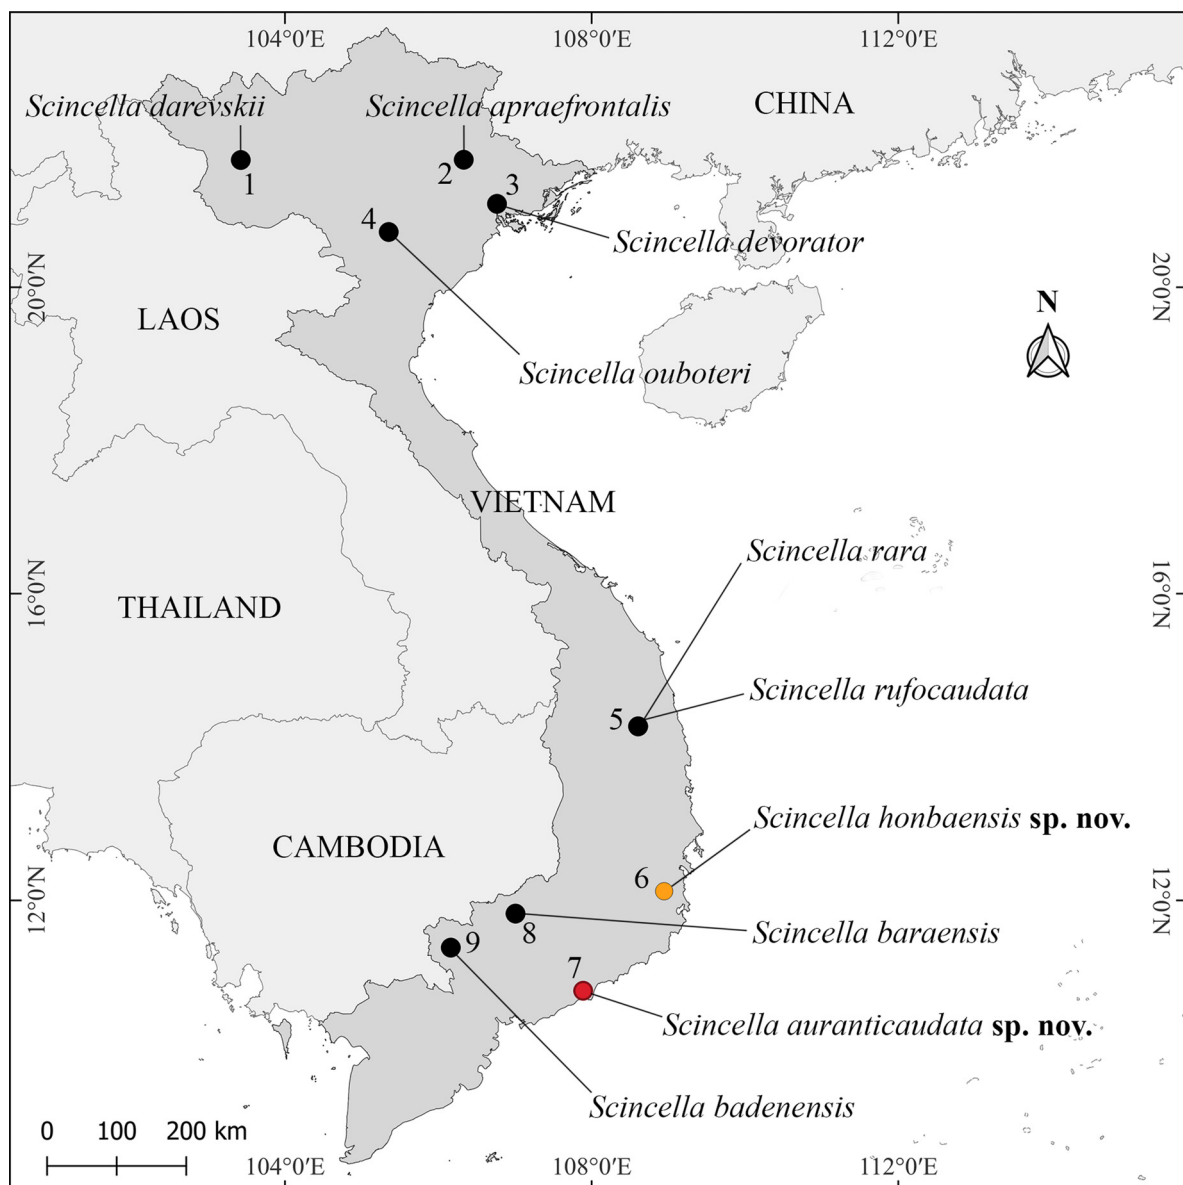 104°0′E 108°0′E 112°0′E
Scincella darevskii
Scincella apraefrontalis
CHINA
1
2
3
4
Scincella devorator
20°0′N
20°0′N
LAOS
N
Scincella ouboteri
VIETNAM
Scincella rara
16°0′N
16°0′N
THAILAND
Scincella rufocaudata
5
Scincella honbaensis sp. nov.
CAMBODIA
6
12°0′N
12°0′N
8
Scincella baraensis
9
7
Scincella auranticaudata sp. nov.
Scincella badenensis
0 100 200 km
104°0′E 108°0′E 112°0′E